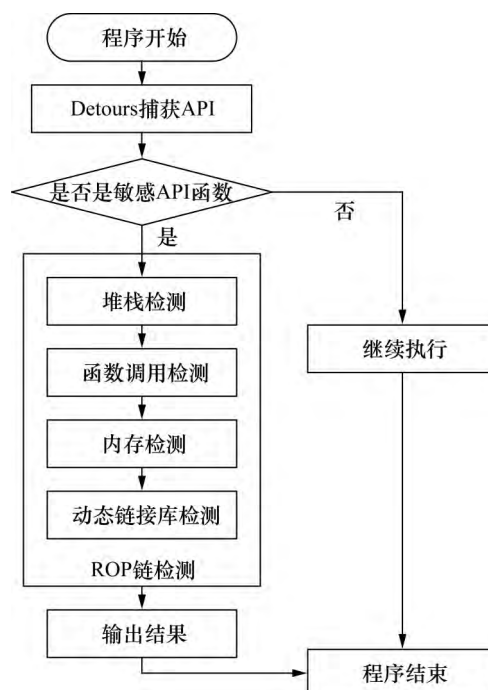 程序开始
Detours捕获API
是否是敏感API函数
否
是
堆栈检测
函数调用检测
内存检测
动态链接库检测
ROP链检测
继续执行
输出结果
程序结束